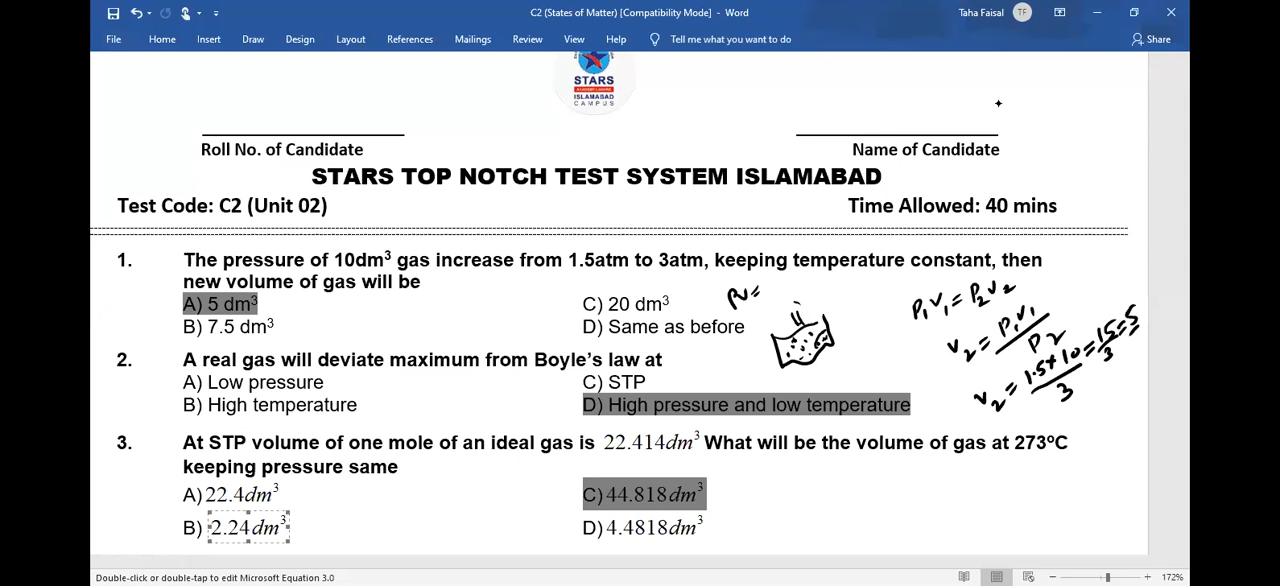 C2 (States of Matter) [Compatibility Mode] - Word
Taha Faisal TF
File Home Insert Draw Design Layout References Mailings Review View Help Tell me what you want to do Share
STARS
ISLAMABAD
CAMPUS
Roll No. of Candidate Name of Candidate
STARS TOP NOTCH TEST SYSTEM ISLAMABAD
Test Code: C2 (Unit 02) Time Allowed: 40 mins
1. The pressure of 10dm³ gas increase from 1.5atm to 3atm, keeping temperature constant, then
new volume of gas will be
A) 5 dm³ C) 20 dm³
B) 7.5 dm³ D) Same as before
PV=
P₁V₁=P₂V₂
V₂=P₁V₁/P₂
V₂=1.5×10/3=15/3=5
2. A real gas will deviate maximum from Boyle's law at
A) Low pressure C) STP
B) High temperature D) High pressure and low temperature
3. At STP volume of one mole of an ideal gas is 22.414dm³ What will be the volume of gas at 273ºC
keeping pressure same
A) 22.4dm³ C) 44.818dm³
B) 2.24dm³ D) 4.4818dm³
Double-click or double-tap to edit Microsoft Equation 3.0
172%